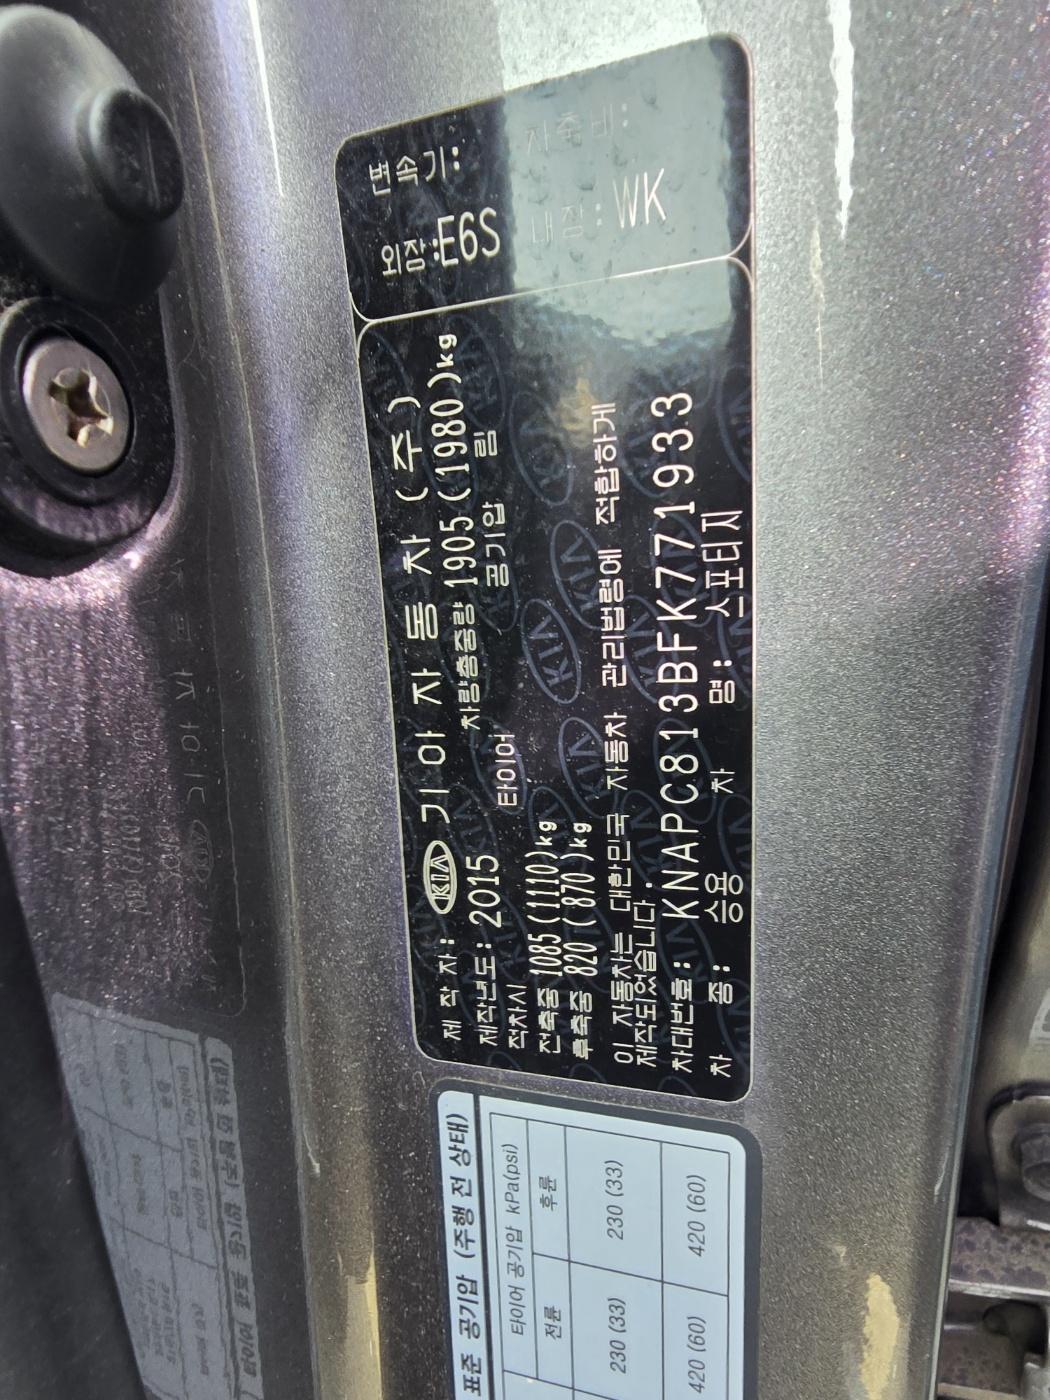 제 작 자: KIA 기 아 자 동 차 (주)
제작년도: 2015 차량총중량 1905(1980)kg
적차시 타이어 공기압 림
전축중 1085(1110)kg
후축중 820 (870)kg
이 자동차는 대한민국 자동차 관리법령에 적합하게
제작되었습니다.
차대번호: KNAPC813BFK771933
차 종: 승용 차 명: 스포티지
변속기:
외장:E6S 내장:WK
표준 공기압 (주행 전 상태)
타이어 공기압 kPa(psi)
전륜 후륜
230 (33) 230 (33)
420 (60) 420 (60)